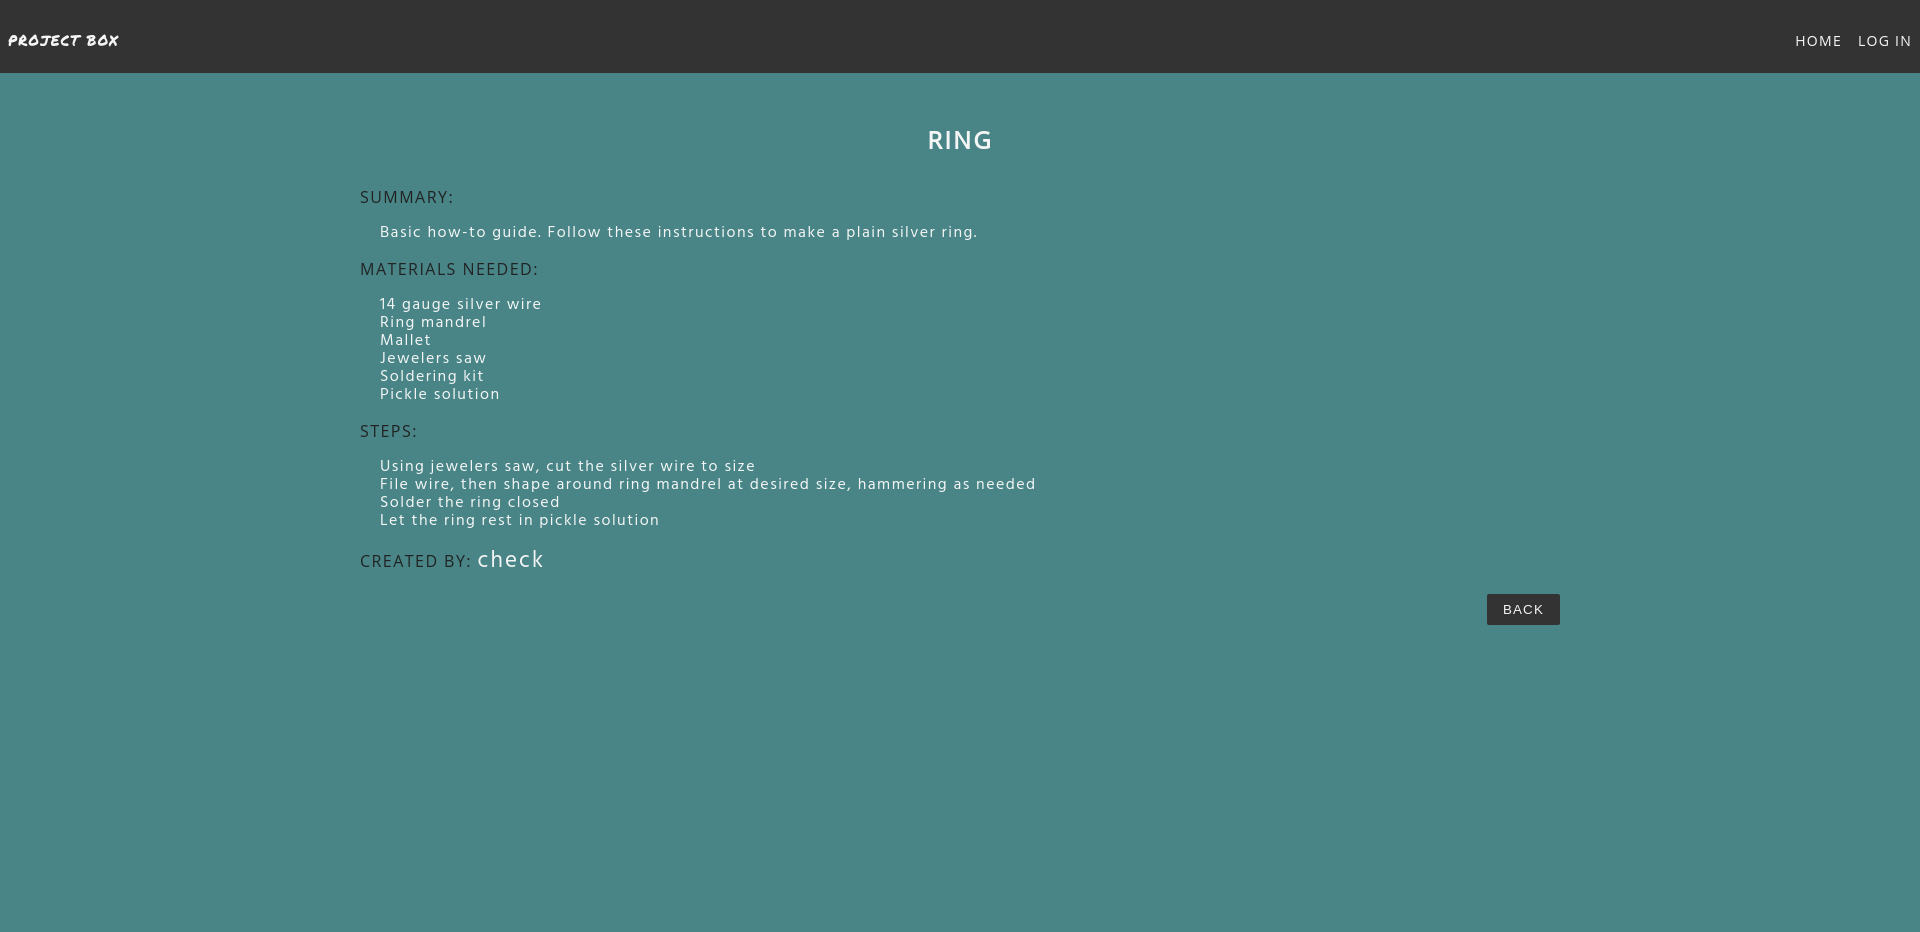 PROJECT BOX
HOME LOG IN
RING
SUMMARY:
Basic how-to guide. Follow these instructions to make a plain silver ring.
MATERIALS NEEDED:
14 gauge silver wire
Ring mandrel
Mallet
Jewelers saw
Soldering kit
Pickle solution
STEPS:
Using jewelers saw, cut the silver wire to size
File wire, then shape around ring mandrel at desired size, hammering as needed
Solder the ring closed
Let the ring rest in pickle solution
CREATED BY: check
BACK